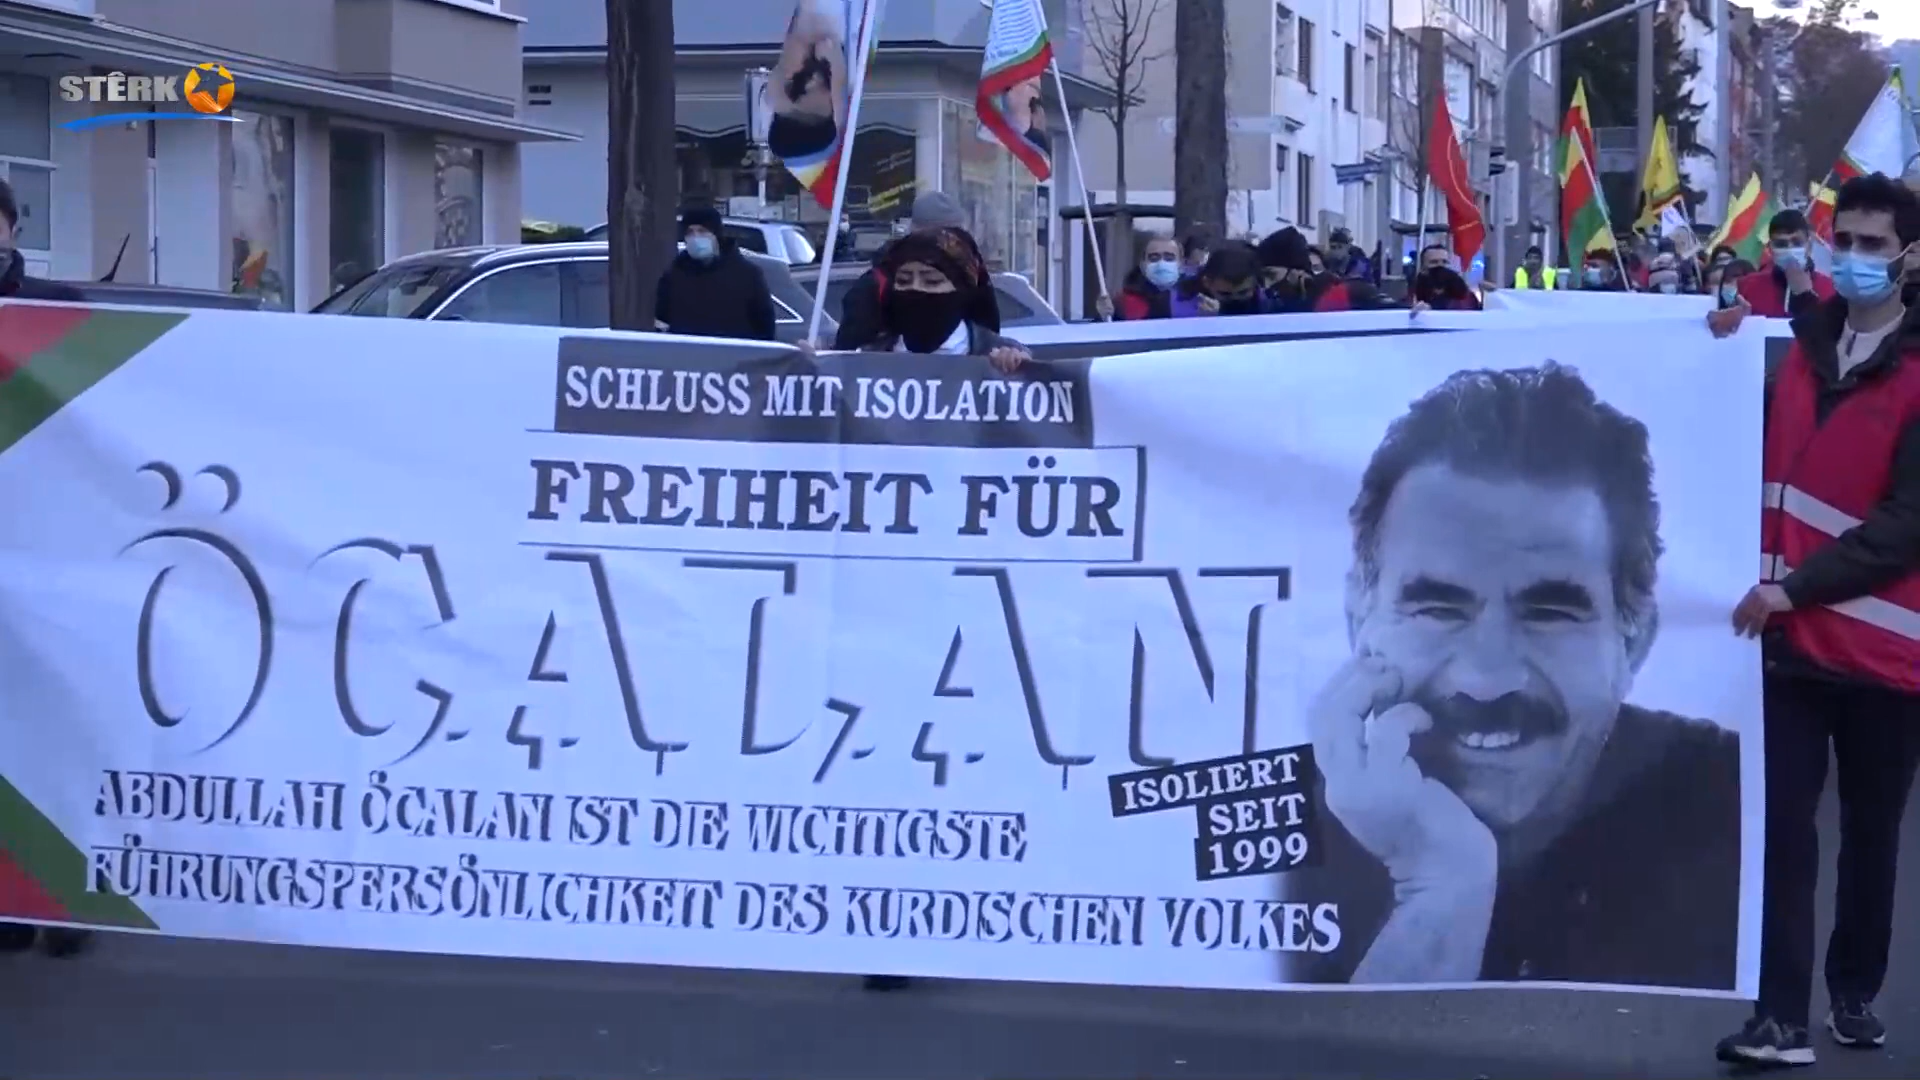 STÊRK
SCHLUSS MIT ISOLATION
FREIHEIT FÜR
ÖCALAN
ISOLIERT
SEIT
1999
ABDULLAH ÖCALAN IST DIE WICHTIGSTE
FÜHRUNGSPERSÖNLICHKEIT DES KURDISCHEN VOLKES